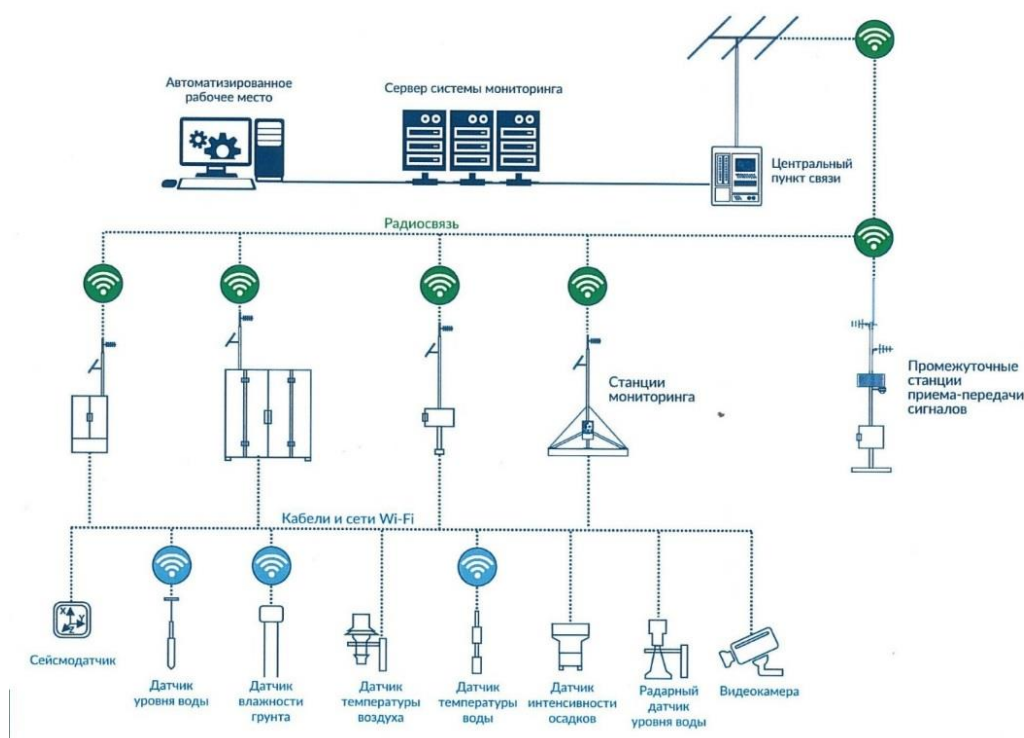 Автоматизированное
рабочее место
Сервер системы мониторинга
Центральный
пункт связи
Радиосвязь
Станции
мониторинга
Промежуточные
станции
приема-передачи
сигналов
Кабели и сети Wi-Fi
X
Y
Z
Сейсмодатчик
Датчик
уровня воды
Датчик
влажности
грунта
Датчик
температуры
воздуха
Датчик
температуры
воды
Датчик
интенсивности
осадков
Радарный
датчик
уровня воды
Видеокамера